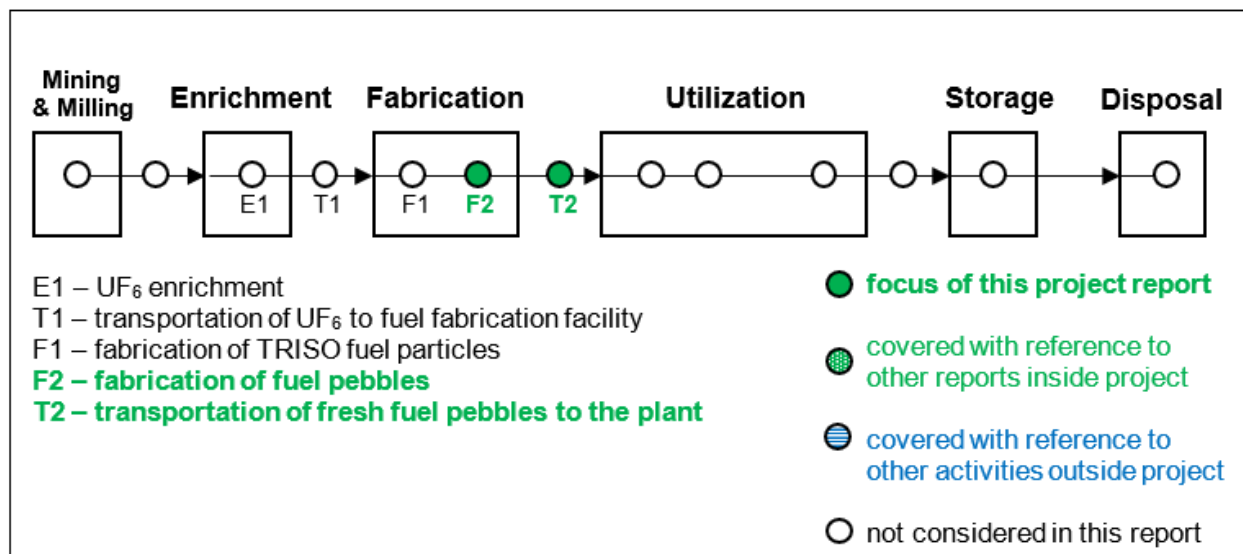 Mining
& Milling
Enrichment
Fabrication
Utilization
Storage
Disposal
E1
T1
F1
F2
T2
E1 – UF₆ enrichment
T1 – transportation of UF₆ to fuel fabrication facility
F1 – fabrication of TRISO fuel particles
F2 – fabrication of fuel pebbles
T2 – transportation of fresh fuel pebbles to the plant
focus of this project report
covered with reference to
other reports inside project
covered with reference to
other activities outside project
not considered in this report